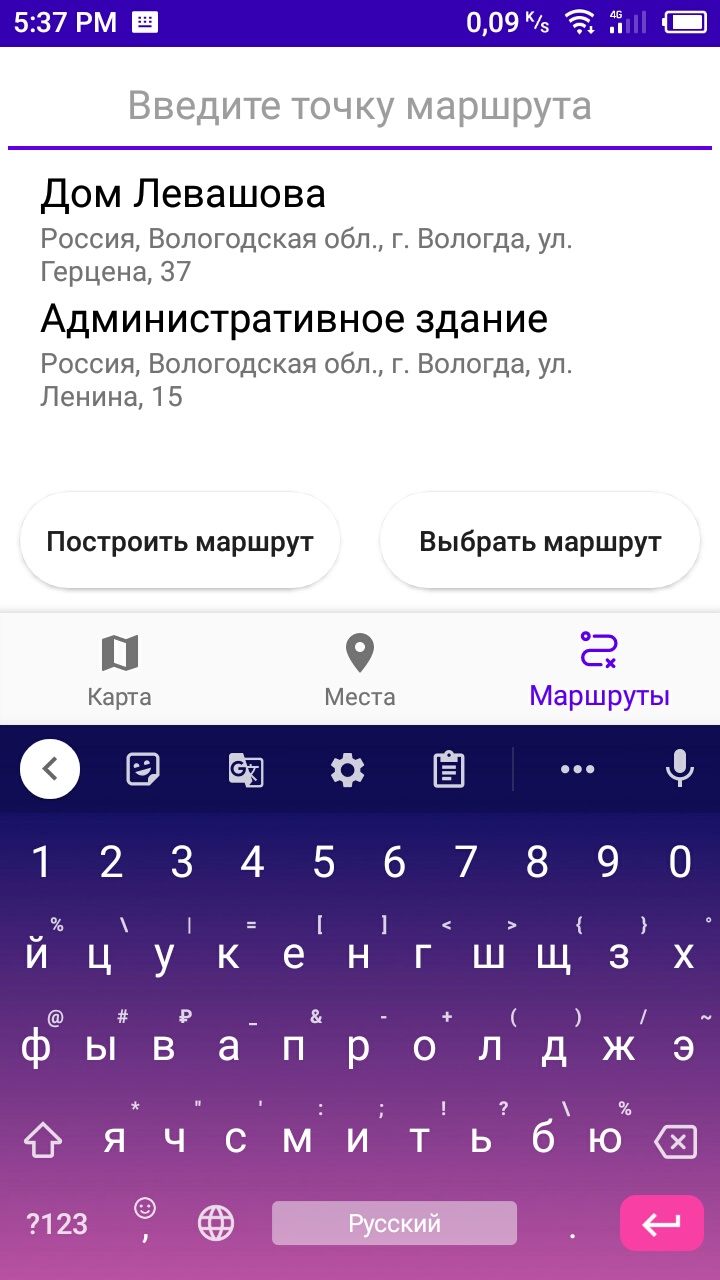 5:37 PM
0,09 K/s
4G
Введите точку маршрута
Дом Левашова
Россия, Вологодская обл., г. Вологда, ул.
Герцена, 37
Административное здание
Россия, Вологодская обл., г. Вологда, ул.
Ленина, 15
Построить маршрут
Выбрать маршрут
Карта
Места
Маршруты
1 2 3 4 5 6 7 8 9 0
% \ | = [ ] < > { } °
й ц у к е н г ш щ з х
@ # ₽ _ & - + ( ) / ~
ф ы в а п р о л д ж э
* " ' : ; ! ? \ %
я ч с м и т ь б ю
?123 , Русский .